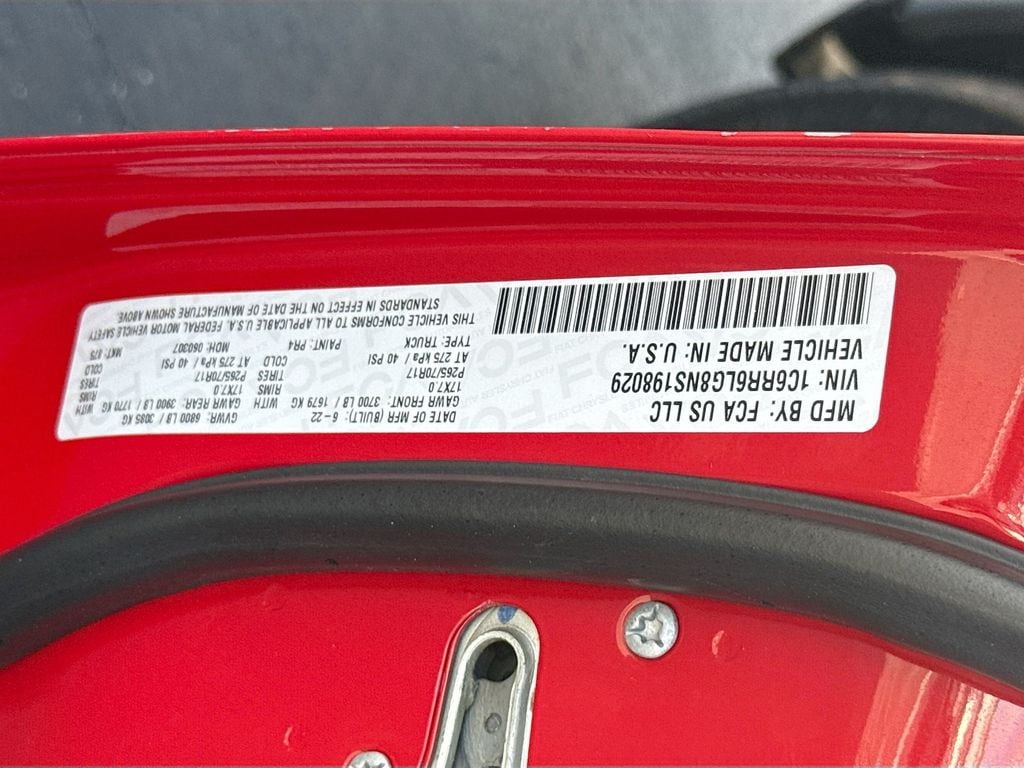 MFD BY: FCA US LLC
DATE OF MFR (BUILT): 6-22
GVWR: 6800 LB / 3085 KG
VIN: 1C6RR6LG8NS198029
GAWR FRONT: 3700 LB 1679 KG WITH
GAWR REAR: 3900 LB / 1770 KG WITH
17X7.0 RIMS
17X7.0 RIMS
VEHICLE MADE IN: U.S.A.
P265/70R17 TIRES
P265/70R17 TIRES
AT 275 kPa / 40 PSI COLD
AT 275 kPa / 40 PSI COLD
TYPE: TRUCK
PAINT: PR4
MDH: 060307
MKT: 475
THIS VEHICLE CONFORMS TO ALL APPLICABLE U.S.A. FEDERAL MOTOR VEHICLE SAFETY
STANDARDS IN EFFECT ON THE DATE OF MANUFACTURE SHOWN ABOVE